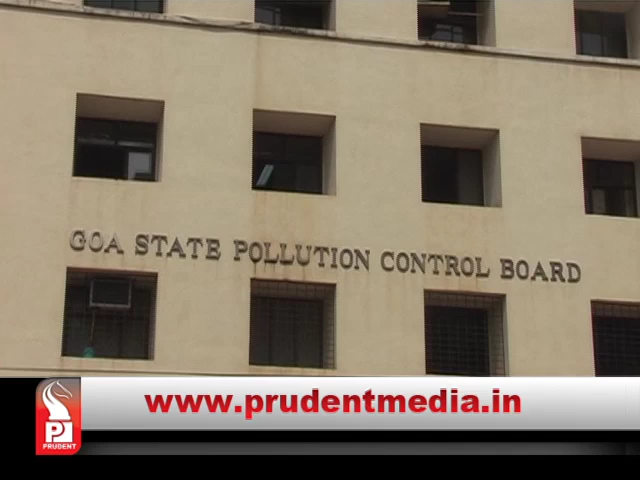 GOA STATE POLLUTION CONTROL BOARD
www.prudentmedia.in
P
PRUDENT